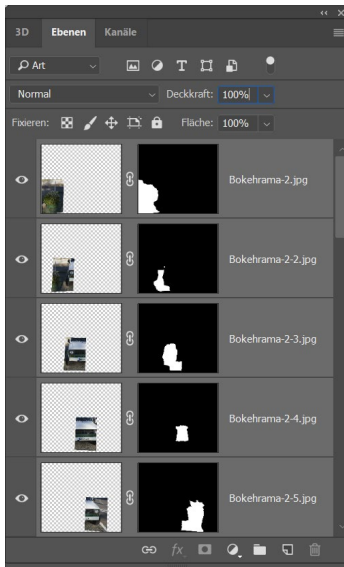 3D Ebenen Kanäle
Art
Normal Deckkraft: 100%
Fixieren: Fläche: 100%
Bokehrama-2.jpg
Bokehrama-2-2.jpg
Bokehrama-2-3.jpg
Bokehrama-2-4.jpg
Bokehrama-2-5.jpg
fx